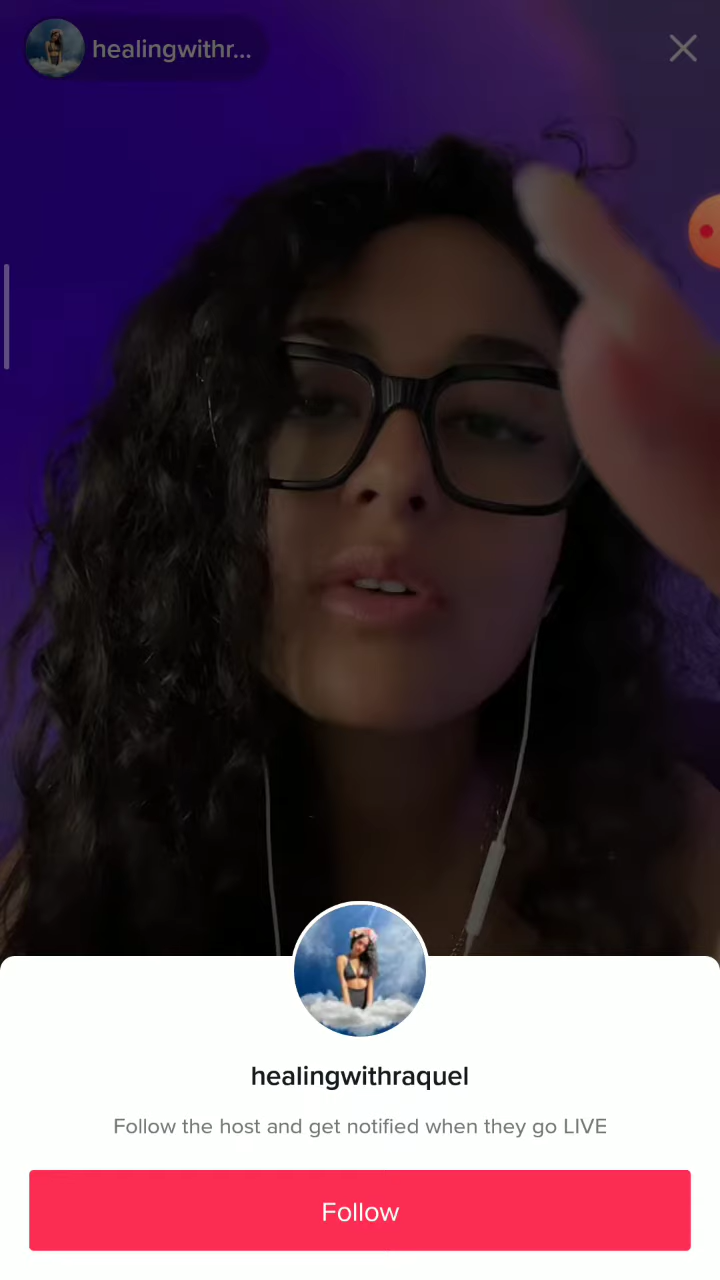 healingwithr...
healingwithraquel
Follow the host and get notified when they go LIVE
Follow